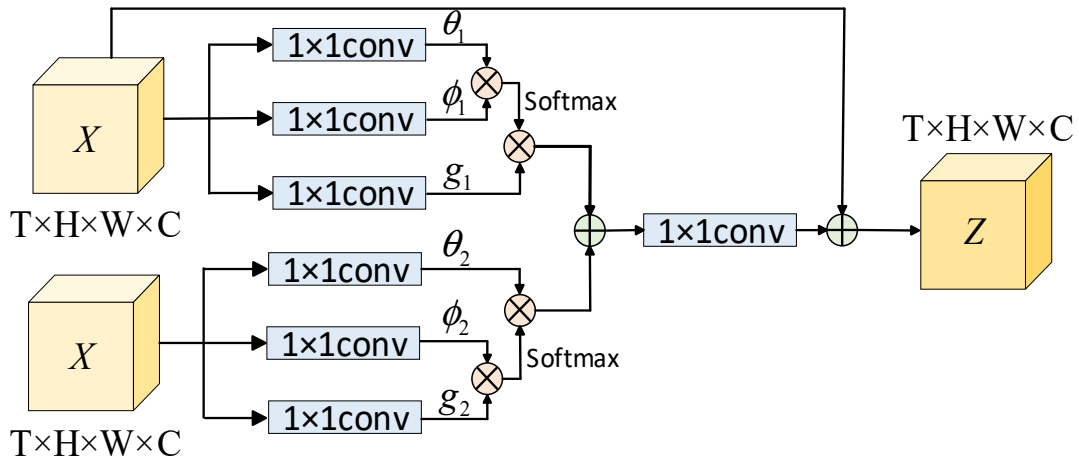 X
T×H×W×C
1×1conv
θ₁
1×1conv
ϕ₁
1×1conv
g₁
Softmax
X
T×H×W×C
1×1conv
θ₂
1×1conv
ϕ₂
1×1conv
g₂
Softmax
1×1conv
T×H×W×C
Z